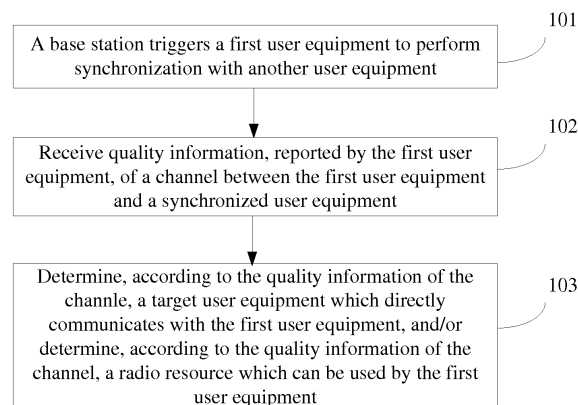 101
A base station triggers a first user equipment to perform
synchronization with another user equipment
102
Receive quality information, reported by the first user
equipment, of a channel between the first user equipment
and a synchronized user equipment
103
Determine, according to the quality information of the
channle, a target user equipment which directly
communicates with the first user equipment, and/or
determine, according to the quality information of the
channel, a radio resource which can be used by the first
user equipment